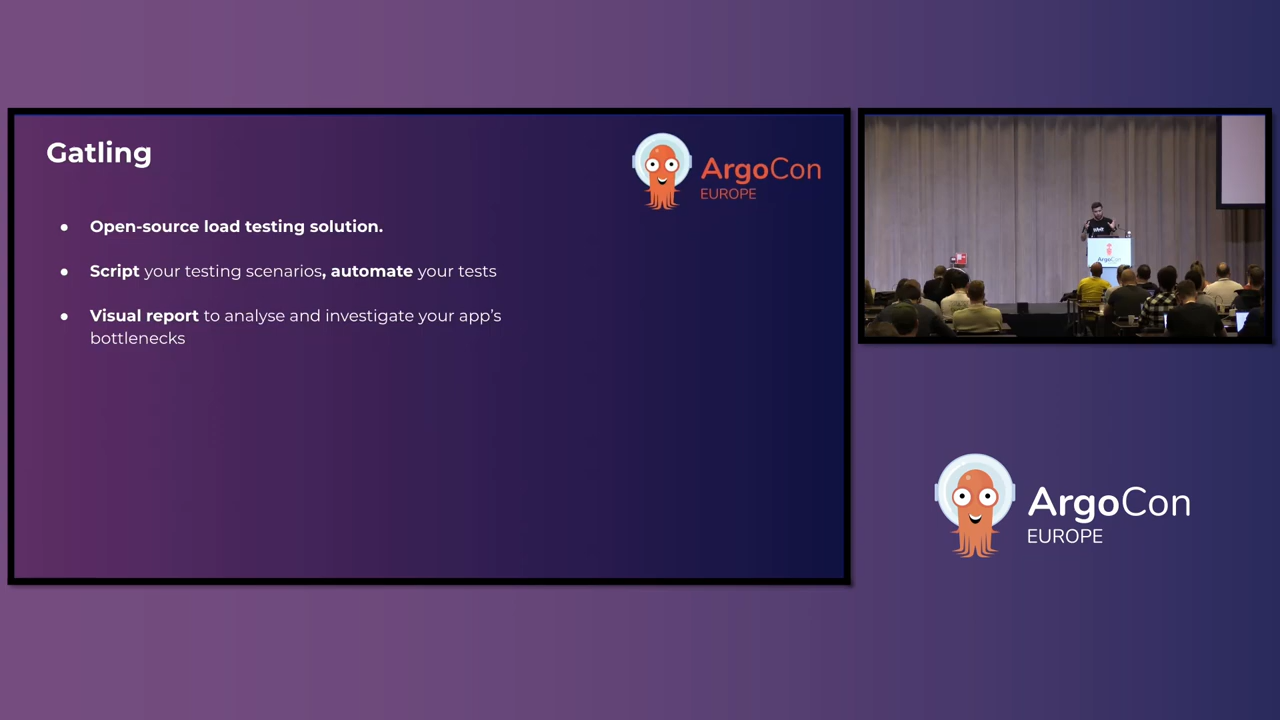 Gatling
ArgoCon
EUROPE
● Open-source load testing solution.
● Script your testing scenarios, automate your tests
● Visual report to analyse and investigate your app’s
bottlenecks
ArgoCon
EUROPE